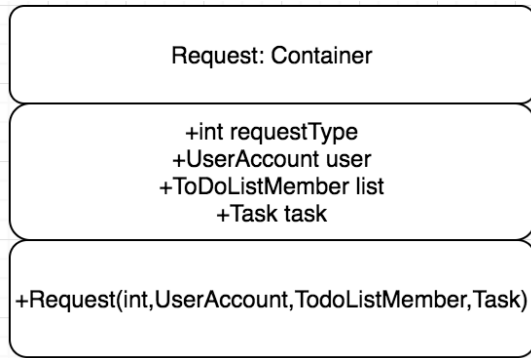 Request: Container
+int requestType
+UserAccount user
+ToDoListMember list
+Task task
+Request(int,UserAccount,TodoListMember,Task)